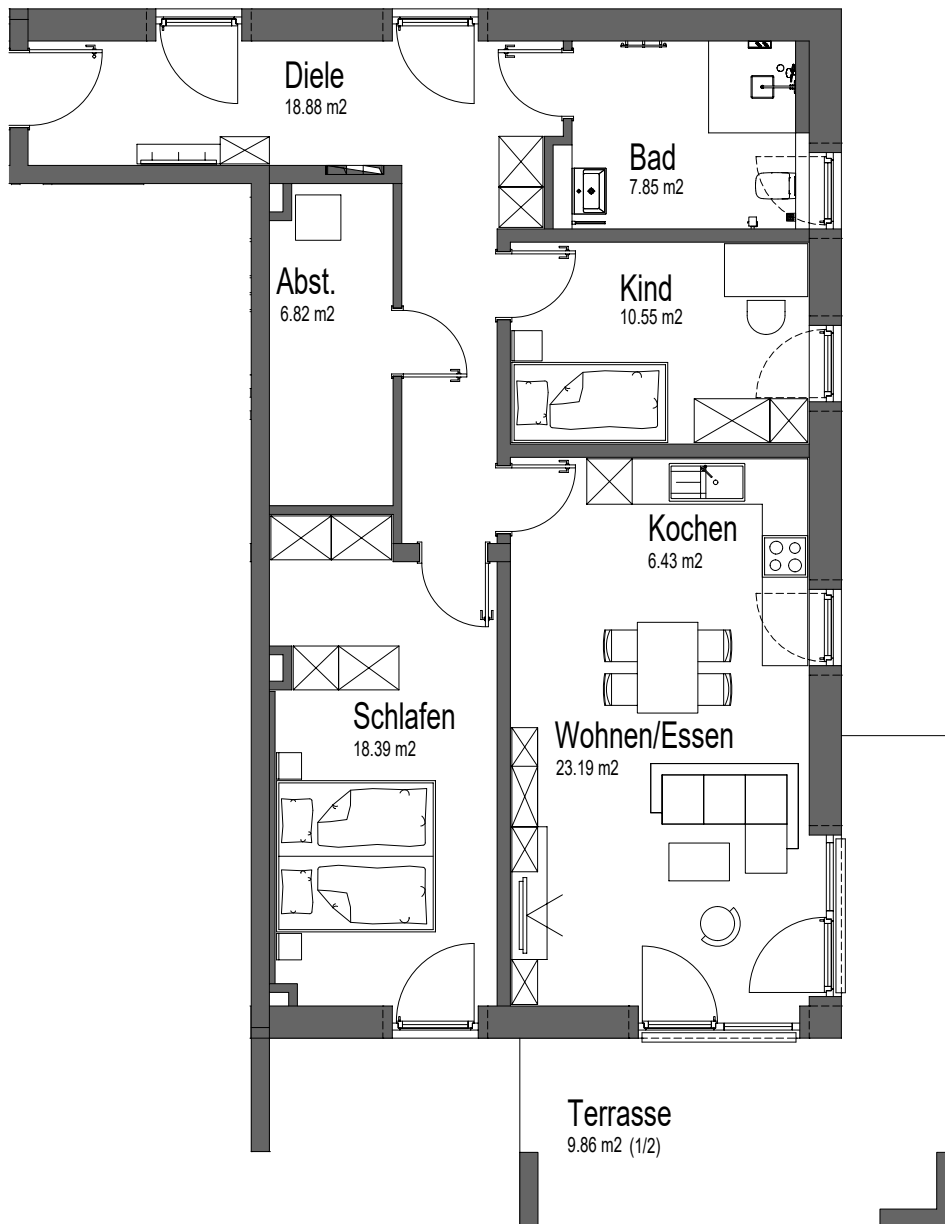 Diele
18.88 m2
Bad
7.85 m2
Abst.
6.82 m2
Kind
10.55 m2
Kochen
6.43 m2
Schlafen
18.39 m2
Wohnen/Essen
23.19 m2
Terrasse
9.86 m2 (1/2)